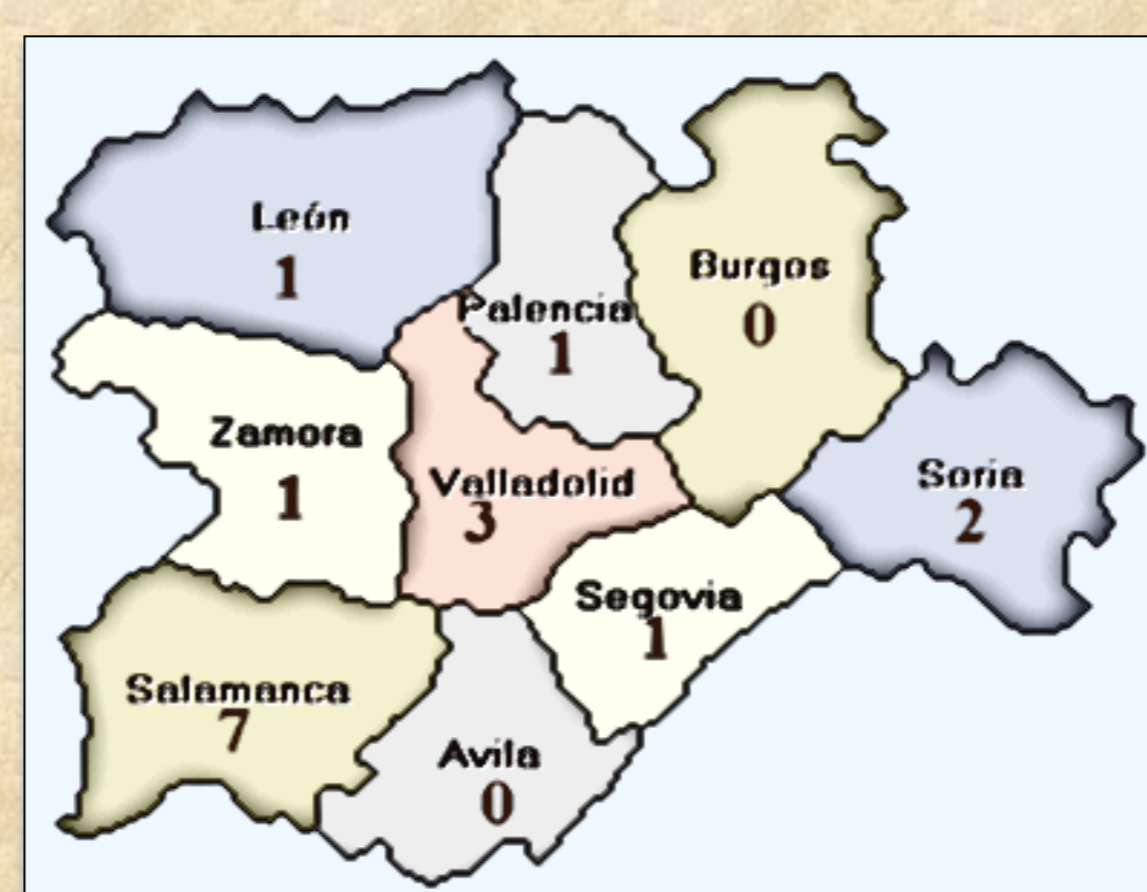 León
1
Palencia
1
Burgos
0
Zamora
1
Valladolid
3
Soria
2
Segovia
1
Salamanca
7
Avila
0